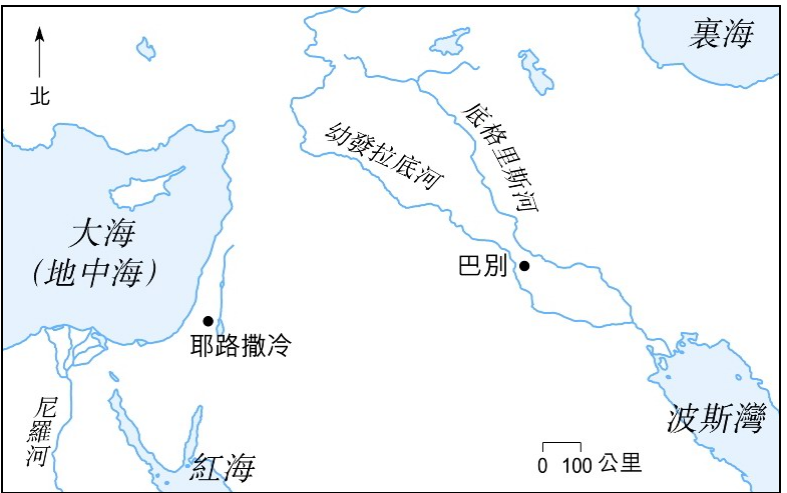 裏海
北
幼發拉底河
底格里斯河
大海
（地中海）
巴別
耶路撒冷
尼羅河
紅海
波斯灣
0 100 公里